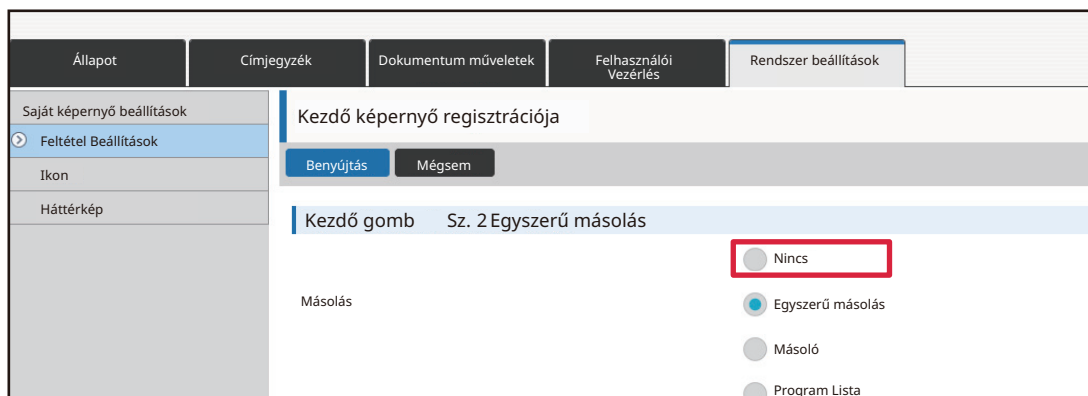 Állapot
Címjegyzék
Dokumentum műveletek
Felhasználói
Vezérlés
Rendszer beállítások
Saját képernyő beállítások
Feltétel Beállítások
Ikon
Háttérkép
Kezdő képernyő regisztrációja
Benyújtás
Mégsem
Kezdő gomb Sz. 2 Egyszerű másolás
Másolás
Nincs
Egyszerű másolás
Másoló
Program Lista